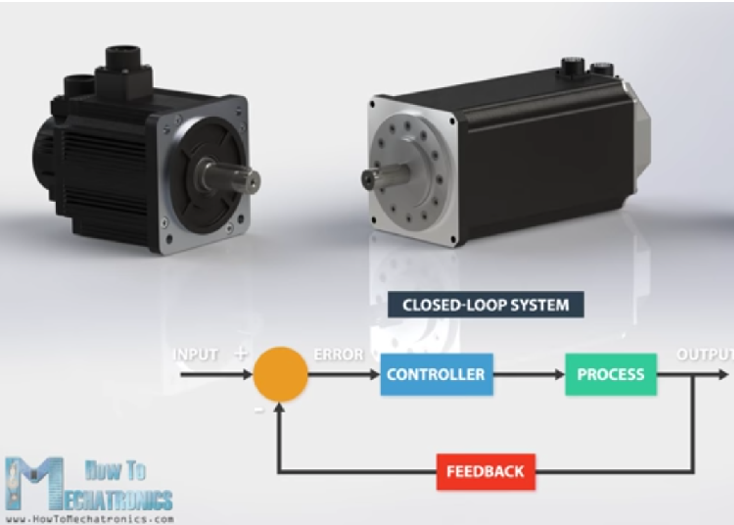 CLOSED-LOOP SYSTEM
INPUT + ERROR CONTROLLER PROCESS OUTPUT
-
FEEDBACK
How To
MECHATRONICS
www.HowToMechatronics.com